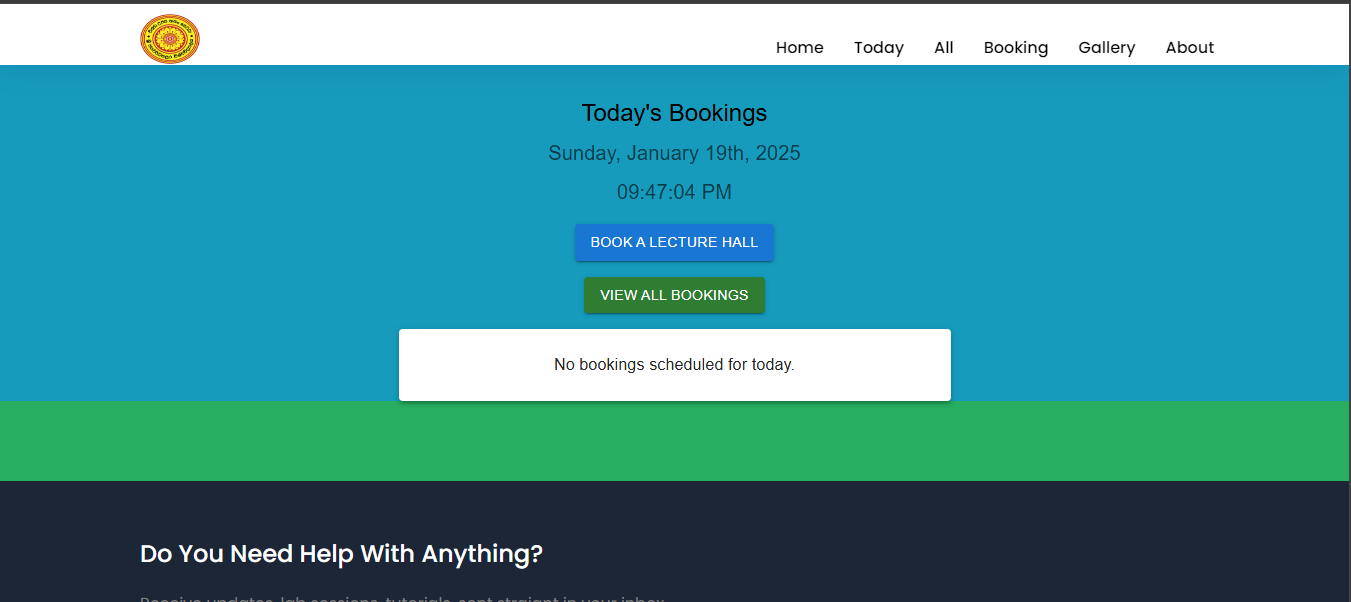 Home Today All Booking Gallery About
Today's Bookings
Sunday, January 19th, 2025
09:47:04 PM
BOOK A LECTURE HALL
VIEW ALL BOOKINGS
No bookings scheduled for today.
Do You Need Help With Anything?
Receive updates, lab sessions, tutorials, sent straight in your inbox